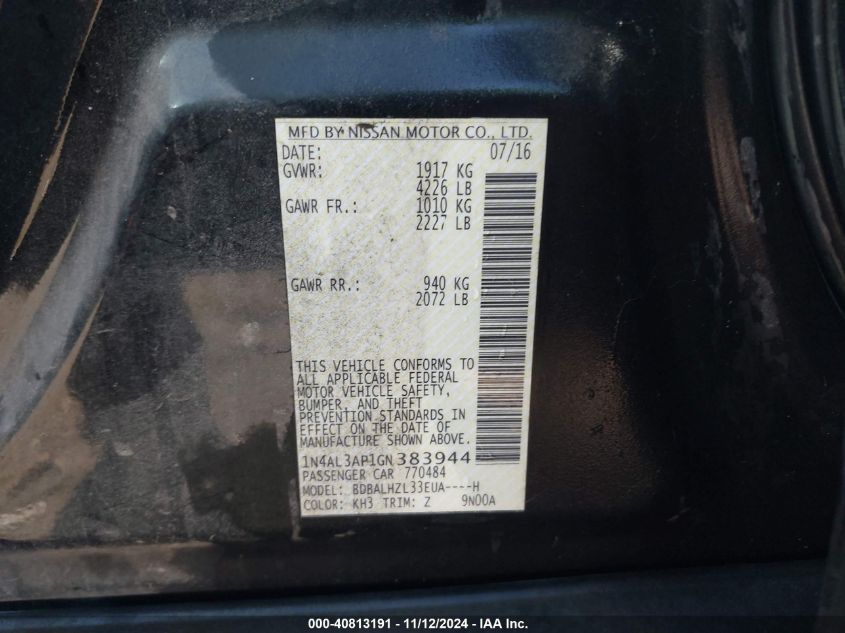 MFD BY NISSAN MOTOR CO., LTD.
DATE: 07/16
GVWR: 1917 KG
4226 LB
GAWR FR.: 1010 KG
2227 LB
GAWR RR.: 940 KG
2072 LB
THIS VEHICLE CONFORMS TO
ALL APPLICABLE FEDERAL
MOTOR VEHICLE SAFETY,
BUMPER, AND THEFT
PREVENTION STANDARDS IN
EFFECT ON THE DATE OF
MANUFACTURE SHOWN ABOVE.
1N4AL3AP1GN383944
PASSENGER CAR 770484
MODEL: BDBALHZL33EUA----H
COLOR: KH3 TRIM: Z 9N00A
000-40813191 - 11/12/2024 - IAA Inc.